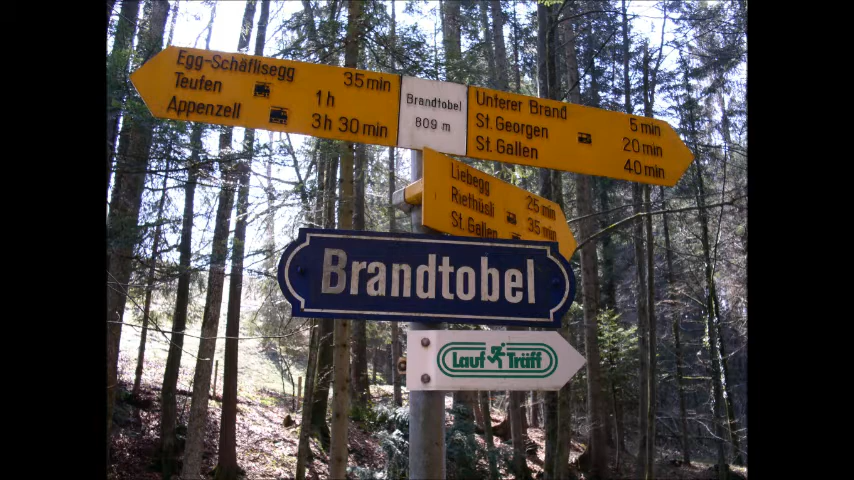 Egg-Schäflisegg 35 min
Teufen 1 h
Appenzell 3 h 30 min
Brandtobel
809 m
Unterer Brand 5 min
St. Georgen 20 min
St. Gallen 40 min
Liebegg 25 min
Riethüsli 35 min
St. Gallen
Brandtobel
Lauf Träff